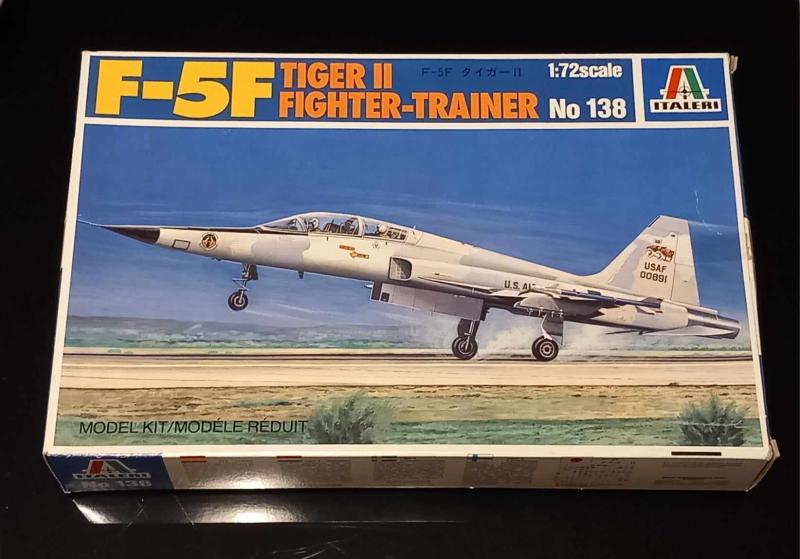 F-5F
TIGER II
FIGHTER-TRAINER
F-5F タイガーII
1:72scale
No 138
ITALERI
USAF
00891
U.S. AI
MODEL KIT/MODÉLE RÉDUIT
ITALERI
No 138